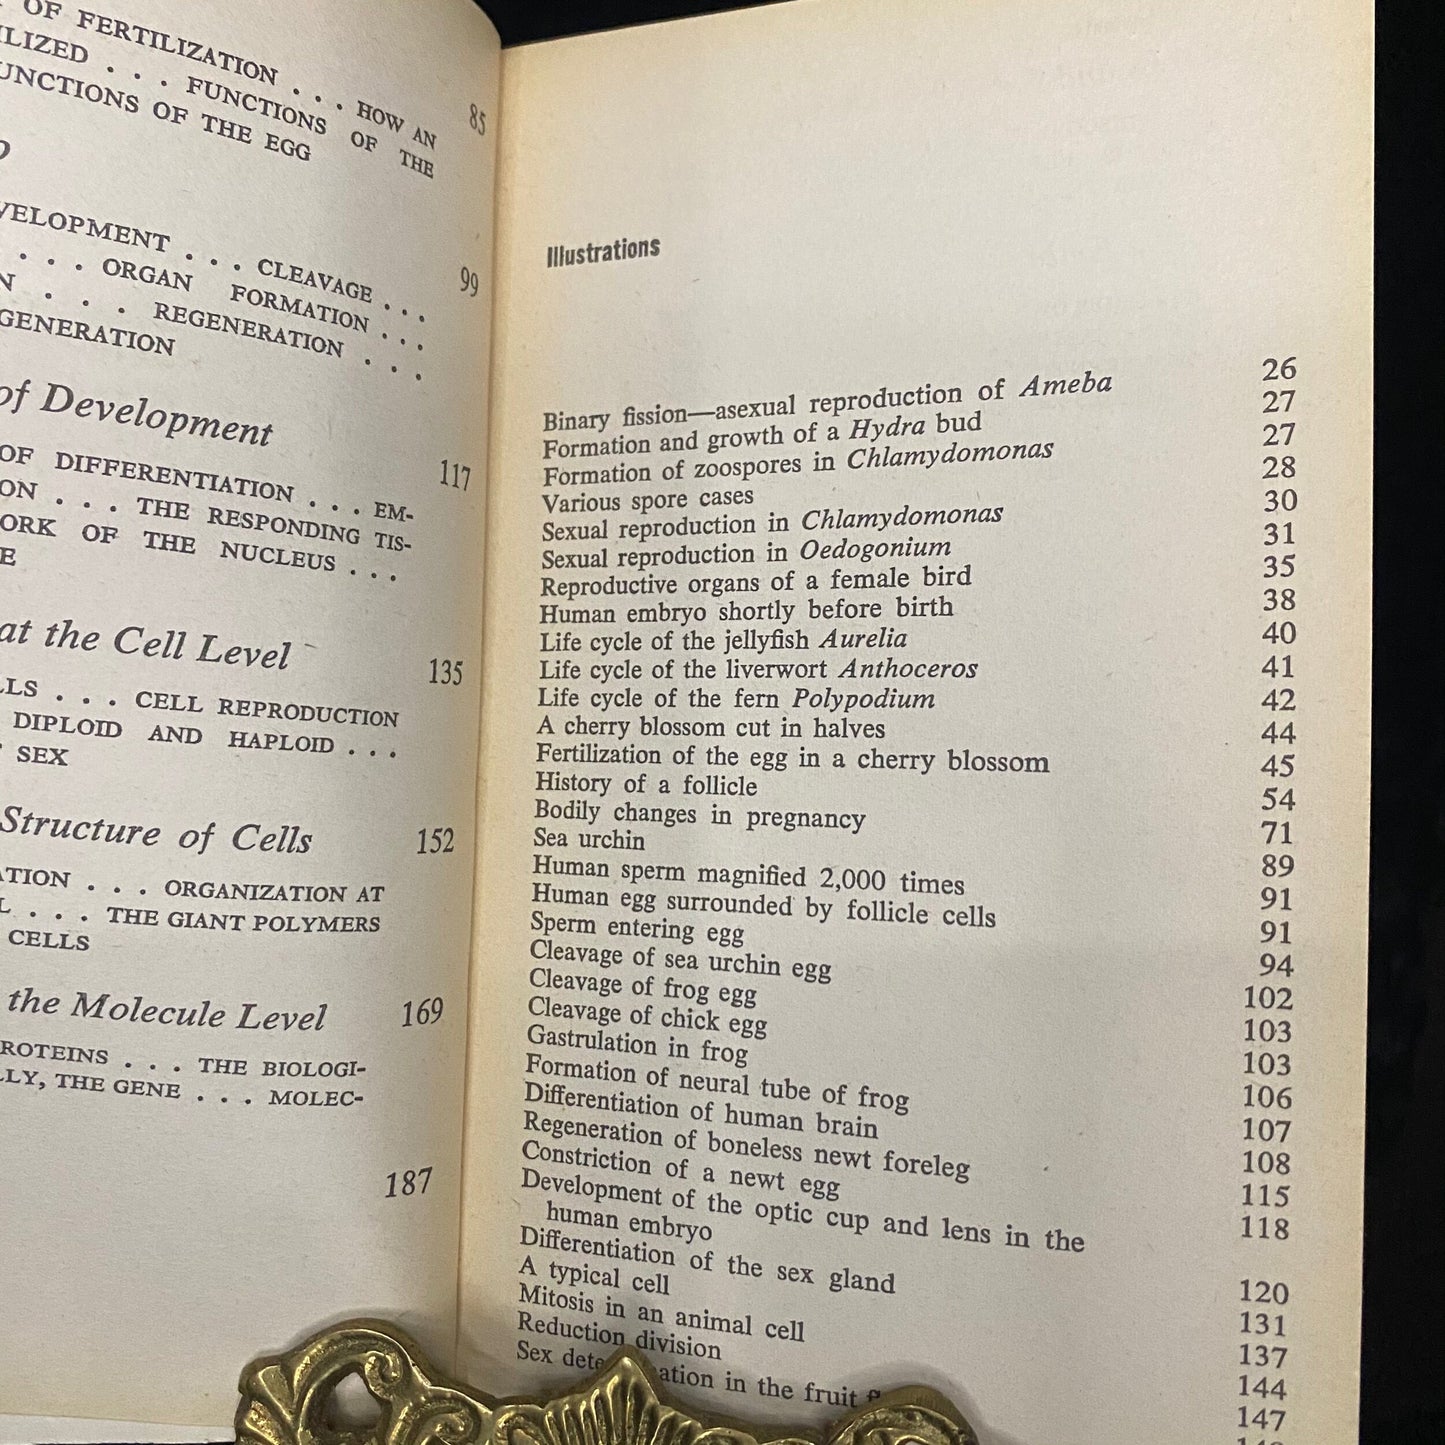 OF FERTILIZATION . . . HOW AN 85
ILIZED . . . FUNCTIONS OF THE
FUNCTIONS OF THE EGG
VELOPMENT . . . CLEAVAGE . . . 99
. . . ORGAN FORMATION . . .
N . . . REGENERATION . . .
GENERATION
of Development 117
OF DIFFERENTIATION . . . EM-
ON . . . THE RESPONDING TIS-
ORK OF THE NUCLEUS . . .
E
at the Cell Level 135
LLS . . . CELL REPRODUCTION
DIPLOID AND HAPLOID . . .
SEX
Structure of Cells 152
ATION . . . ORGANIZATION AT
L . . . THE GIANT POLYMERS
CELLS
the Molecule Level 169
ROTEINS . . . THE BIOLOGI-
LLY, THE GENE . . . MOLEC-
187
Illustrations
Binary fission—asexual reproduction of Ameba 26
Formation and growth of a Hydra bud 27
Formation of zoospores in Chlamydomonas 27
Various spore cases 28
Sexual reproduction in Chlamydomonas 30
Sexual reproduction in Oedogonium 31
Reproductive organs of a female bird 35
Human embryo shortly before birth 38
Life cycle of the jellyfish Aurelia 40
Life cycle of the liverwort Anthoceros 41
Life cycle of the fern Polypodium 42
A cherry blossom cut in halves 44
Fertilization of the egg in a cherry blossom 45
History of a follicle 54
Bodily changes in pregnancy 71
Sea urchin 89
Human sperm magnified 2,000 times 91
Human egg surrounded by follicle cells 91
Sperm entering egg 94
Cleavage of sea urchin egg 102
Cleavage of frog egg 103
Cleavage of chick egg 103
Gastrulation in frog 106
Formation of neural tube of frog 107
Differentiation of human brain 108
Regeneration of boneless newt foreleg 115
Constriction of a newt egg 118
Development of the optic cup and lens in the
human embryo 120
Differentiation of the sex gland 131
A typical cell 137
Mitosis in an animal cell 144
Reduction division 147
Sex dete ation in the fruit